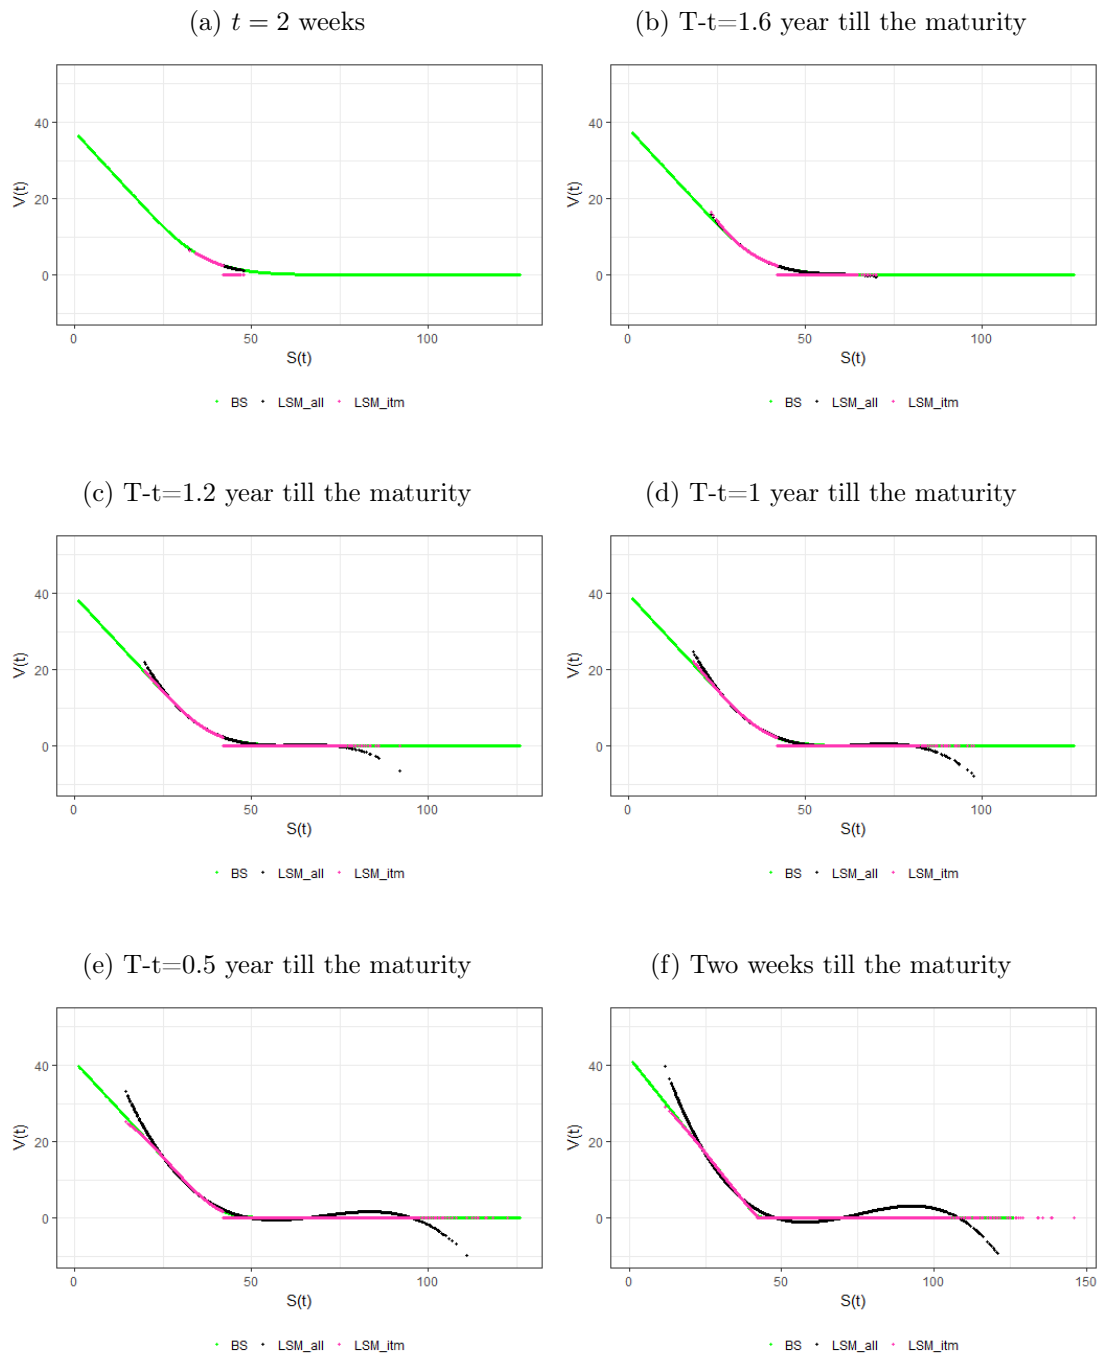 (a) t = 2 weeks
(b) T-t=1.6 year till the maturity
V(t)
40
20
0
0 50 100
S(t)
BS LSM_all LSM_itm
V(t)
40
20
0
0 50 100
S(t)
BS LSM_all LSM_itm
(c) T-t=1.2 year till the maturity
(d) T-t=1 year till the maturity
V(t)
40
20
0
0 50 100
S(t)
BS LSM_all LSM_itm
V(t)
40
20
0
0 50 100
S(t)
BS LSM_all LSM_itm
(e) T-t=0.5 year till the maturity
(f) Two weeks till the maturity
V(t)
40
20
0
0 50 100
S(t)
BS LSM_all LSM_itm
V(t)
40
20
0
0 50 100 150
S(t)
BS LSM_all LSM_itm